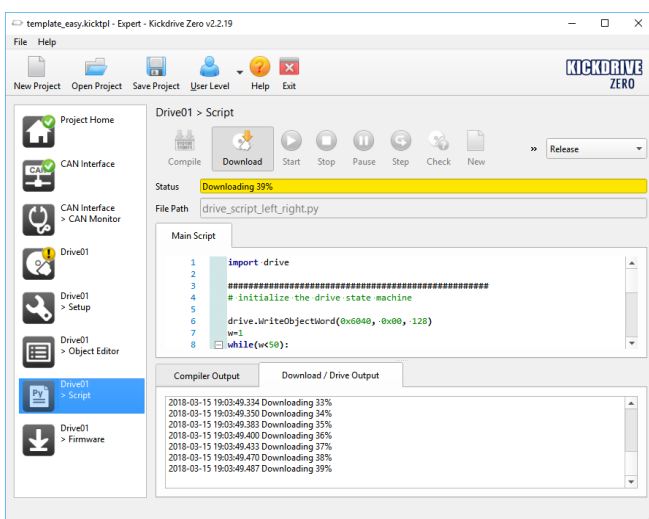 template_easy.kicktpl - Expert - Kickdrive Zero v2.2.19
File Help
New Project Open Project Save Project User Level Help Exit
KICKDRIVE
ZERO
Project Home
CAN
CAN Interface
CAN Interface
> CAN Monitor
Drive01
Drive01
> Setup
Drive01
> Object Editor
Py
Drive01
> Script
Drive01
> Firmware
Drive01 > Script
Compile Download Start Stop Pause Step Check New » Release
Status Downloading 39%
File Path drive_script_left_right.py
Main Script
1 import·drive
2
3 ######################################################
4 #·initialize·the·drive·state·machine
5
6 drive.WriteObjectWord(0x6040,·0x00,·128)
7 w=1
8 while(w<50):
Compiler Output Download / Drive Output
2018-03-15 19:03:49.334 Downloading 33%
2018-03-15 19:03:49.350 Downloading 34%
2018-03-15 19:03:49.383 Downloading 35%
2018-03-15 19:03:49.400 Downloading 36%
2018-03-15 19:03:49.433 Downloading 37%
2018-03-15 19:03:49.470 Downloading 38%
2018-03-15 19:03:49.487 Downloading 39%